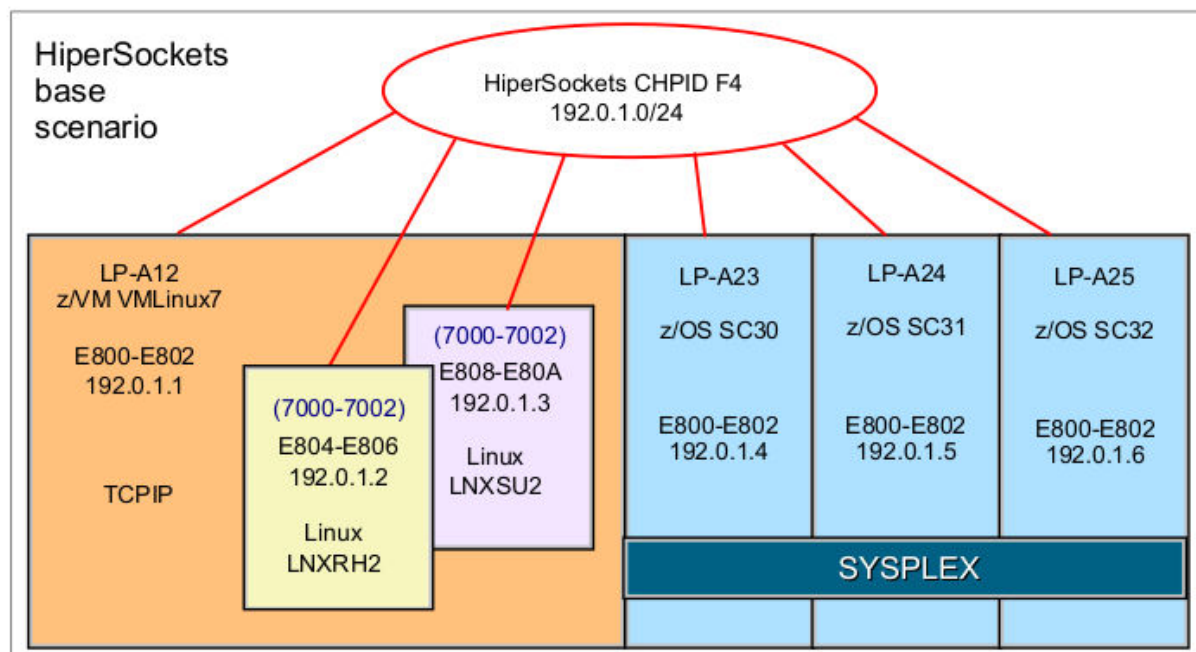 HiperSockets
base
scenario
HiperSockets CHPID F4
192.0.1.0/24
LP-A12
z/VM VMLinux7
E800-E802
192.0.1.1
TCPIP
(7000-7002)
E804-E806
192.0.1.2
Linux
LNXRH2
(7000-7002)
E808-E80A
192.0.1.3
Linux
LNXSU2
LP-A23
z/OS SC30
E800-E802
192.0.1.4
LP-A24
z/OS SC31
E800-E802
192.0.1.5
LP-A25
z/OS SC32
E800-E802
192.0.1.6
SYSPLEX